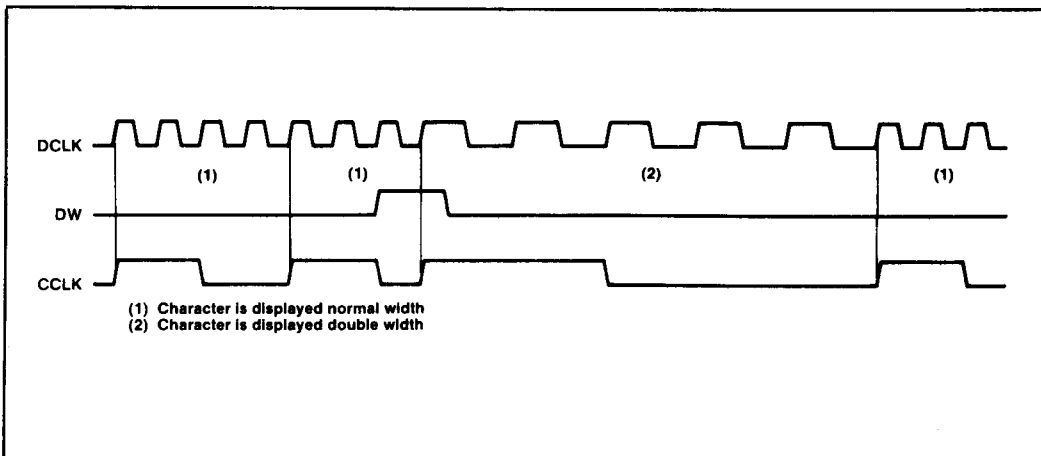 DCLK
(1) (1) (2) (1)
DW
CCLK
(1) Character is displayed normal width
(2) Character is displayed double width